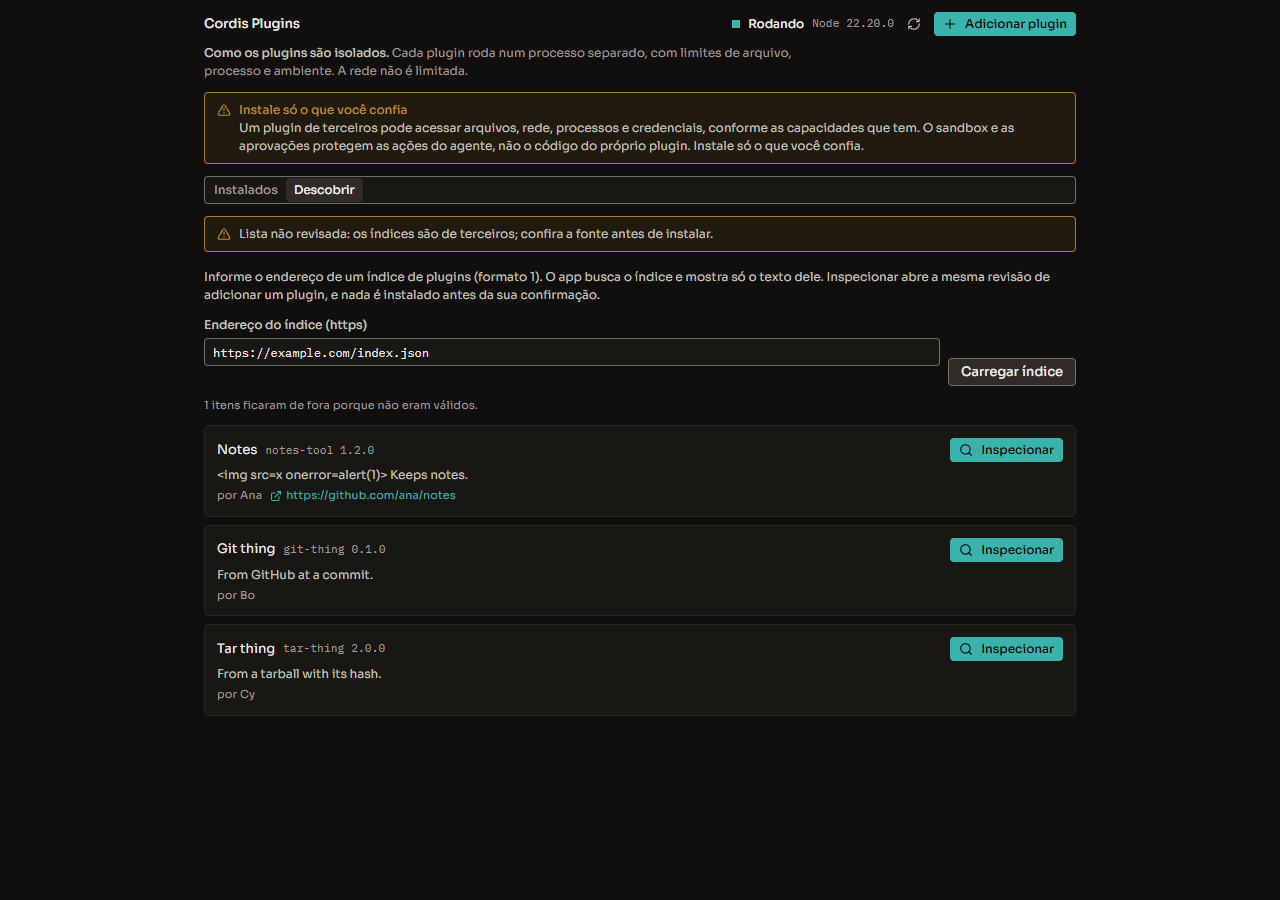 Cordis Plugins
Rodando Node 22.20.0
Adicionar plugin
Como os plugins são isolados. Cada plugin roda num processo separado, com limites de arquivo,
processo e ambiente. A rede não é limitada.
Instale só o que você confia
Um plugin de terceiros pode acessar arquivos, rede, processos e credenciais, conforme as capacidades que tem. O sandbox e as
aprovações protegem as ações do agente, não o código do próprio plugin. Instale só o que você confia.
Instalados Descobrir
Lista não revisada: os índices são de terceiros; confira a fonte antes de instalar.
Informe o endereço de um índice de plugins (formato 1). O app busca o índice e mostra só o texto dele. Inspecionar abre a mesma revisão de
adicionar um plugin, e nada é instalado antes da sua confirmação.
Endereço do índice (https)
https://example.com/index.json
Carregar índice
1 itens ficaram de fora porque não eram válidos.
Notes notes-tool 1.2.0
Inspecionar
<img src=x onerror=alert(1)> Keeps notes.
por Ana https://github.com/ana/notes
Git thing git-thing 0.1.0
Inspecionar
From GitHub at a commit.
por Bo
Tar thing tar-thing 2.0.0
Inspecionar
From a tarball with its hash.
por Cy